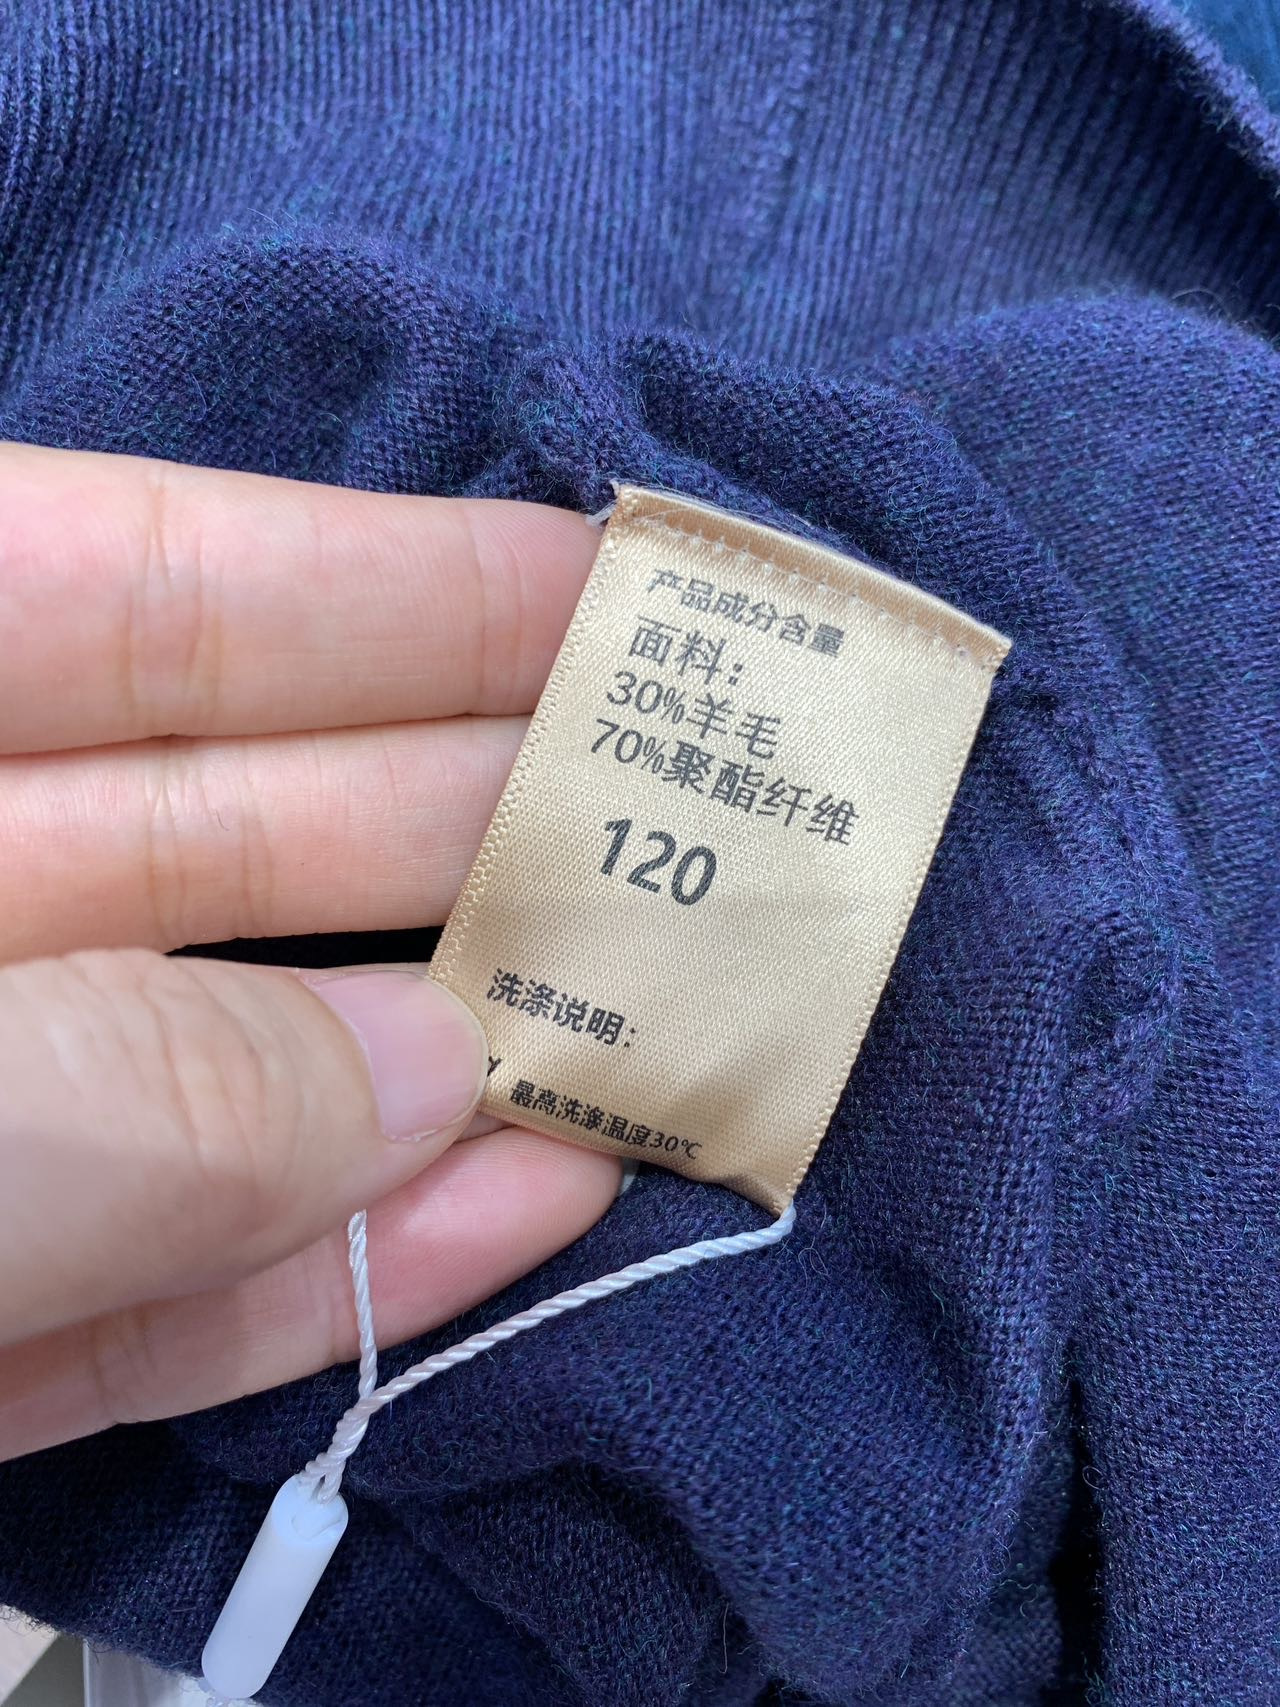 产品成分含量
面料：
30%羊毛
70%聚酯纤维
120
洗涤说明：
最高洗涤温度30℃